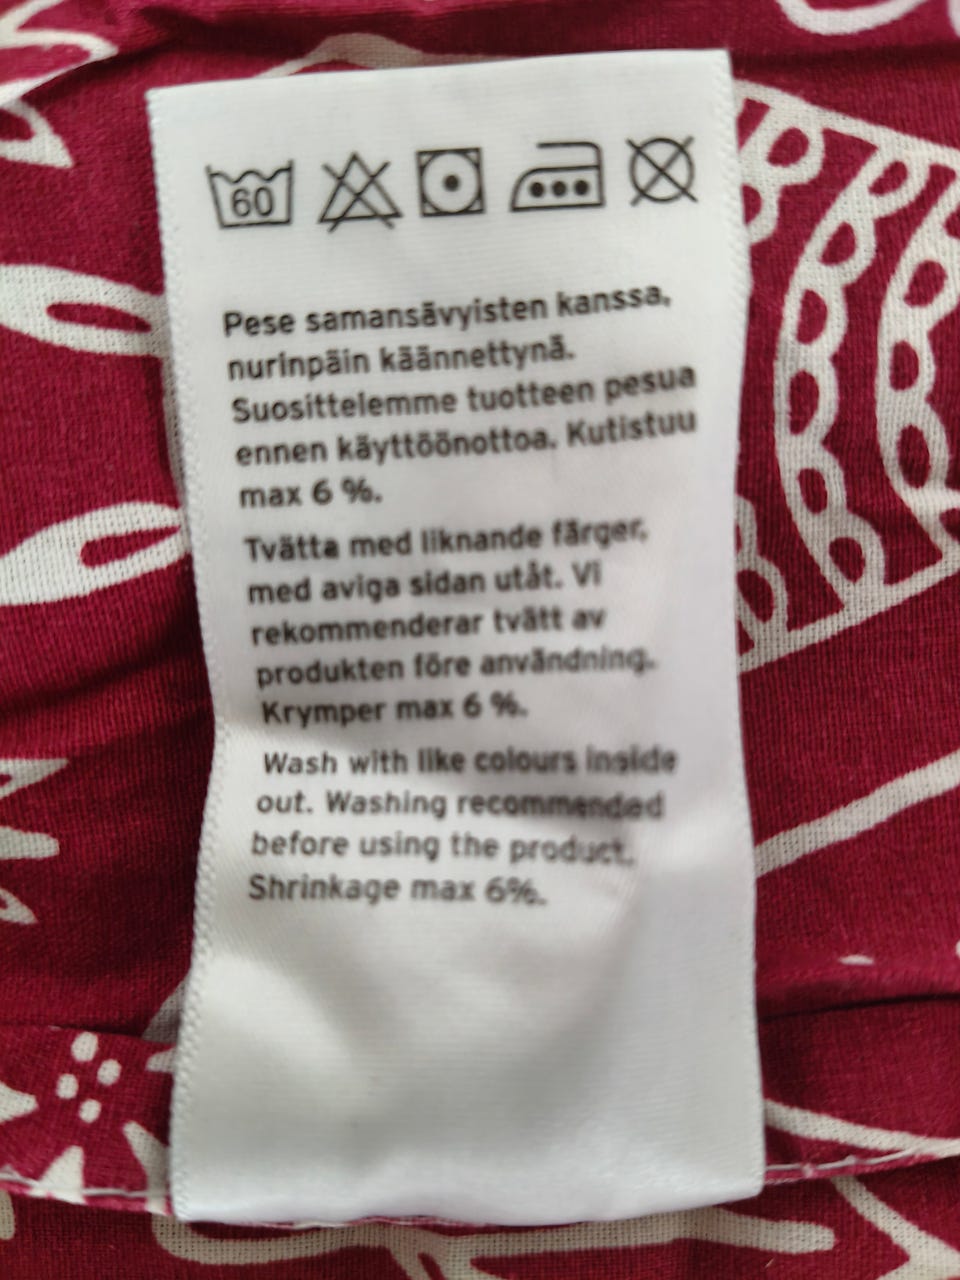 60
Pese samansävyisten kanssa,
nurinpäin käännettynä.
Suosittelemme tuotteen pesua
ennen käyttöönottoa. Kutistuu
max 6 %.
Tvätta med liknande färger,
med aviga sidan utåt. Vi
rekommenderar tvätt av
produkten före användning.
Krymper max 6 %.
Wash with like colours inside
out. Washing recommended
before using the product.
Shrinkage max 6%.